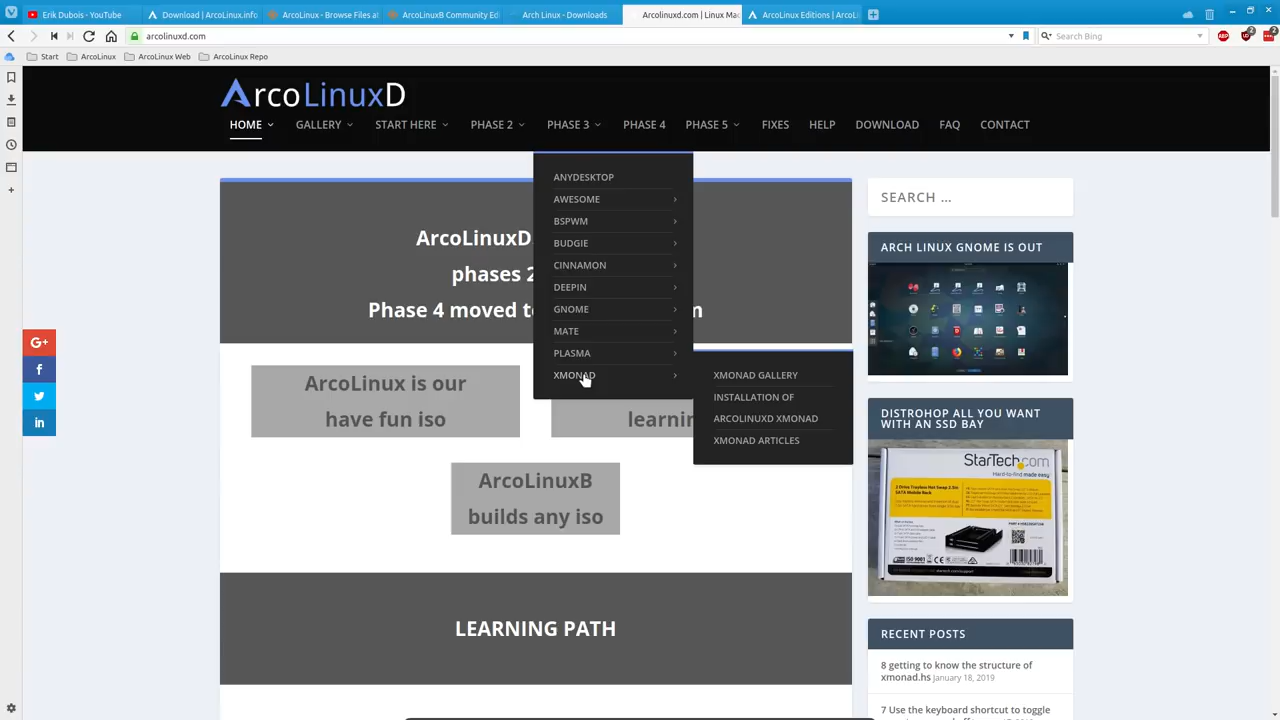 Erik Dubois - YouTube
Download | ArcoLinux.info
ArcoLinux - Browse Files a
ArcoLinuxB Community Ed
Arch Linux - Downloads
Arcolinuxd.com | Linux Ma
ArcoLinux Editions | ArcoL
arcolinuxd.com
Search Bing
Start
ArcoLinux
ArcoLinux Web
ArcoLinux Repo
ArcoLinuxD
HOME
GALLERY
START HERE
PHASE 2
PHASE 3
PHASE 4
PHASE 5
FIXES
HELP
DOWNLOAD
FAQ
CONTACT
ANYDESKTOP
AWESOME
BSPWM
BUDGIE
CINNAMON
DEEPIN
GNOME
MATE
PLASMA
XMONAD
XMONAD GALLERY
INSTALLATION OF
ARCOLINUXD XMONAD
XMONAD ARTICLES
ArcoLinuxD
phases 2
Phase 4 moved t
m
ArcoLinux is our
have fun iso
learnin
ArcoLinuxB
builds any iso
LEARNING PATH
G+
f
in
SEARCH …
ARCH LINUX GNOME IS OUT
DISTROHOP ALL YOU WANT
WITH AN SSD BAY
StarTech.com
Hard-to-find made easy
RECENT POSTS
8 getting to know the structure of
xmonad.hs January 18, 2019
7 Use the keyboard shortcut to toggle